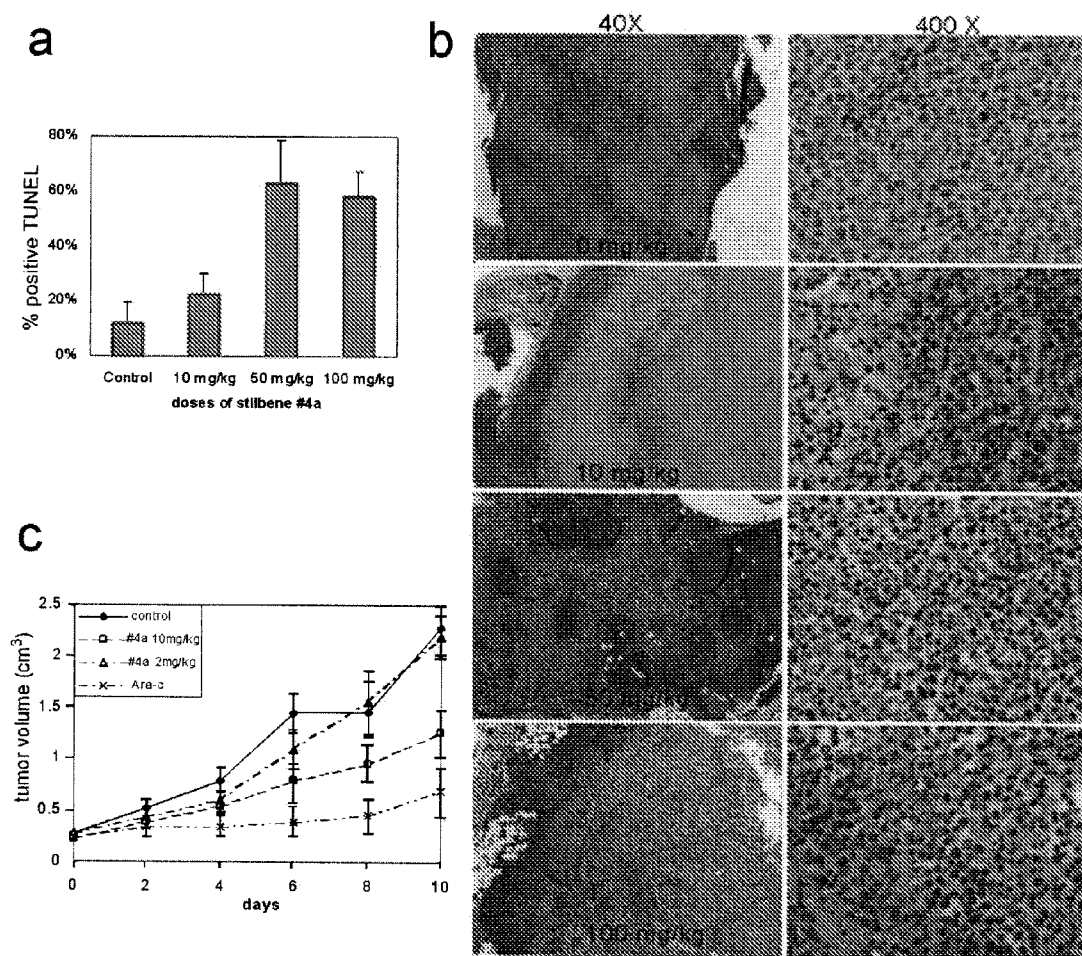 a
80%
60%
40%
20%
0%
% positive TUNEL
Control 10 mg/kg 50 mg/kg 100 mg/kg
doses of stilbene #4a
b
40X 400 X
0 mg/kg
10 mg/kg
50 mg/kg
100 mg/kg
c
2.5
2
1.5
1
0.5
0
tumor volume (cm³)
control
#4a 10mg/kg
#4a 2mg/kg
Ara-c
0 2 4 6 8 10
days